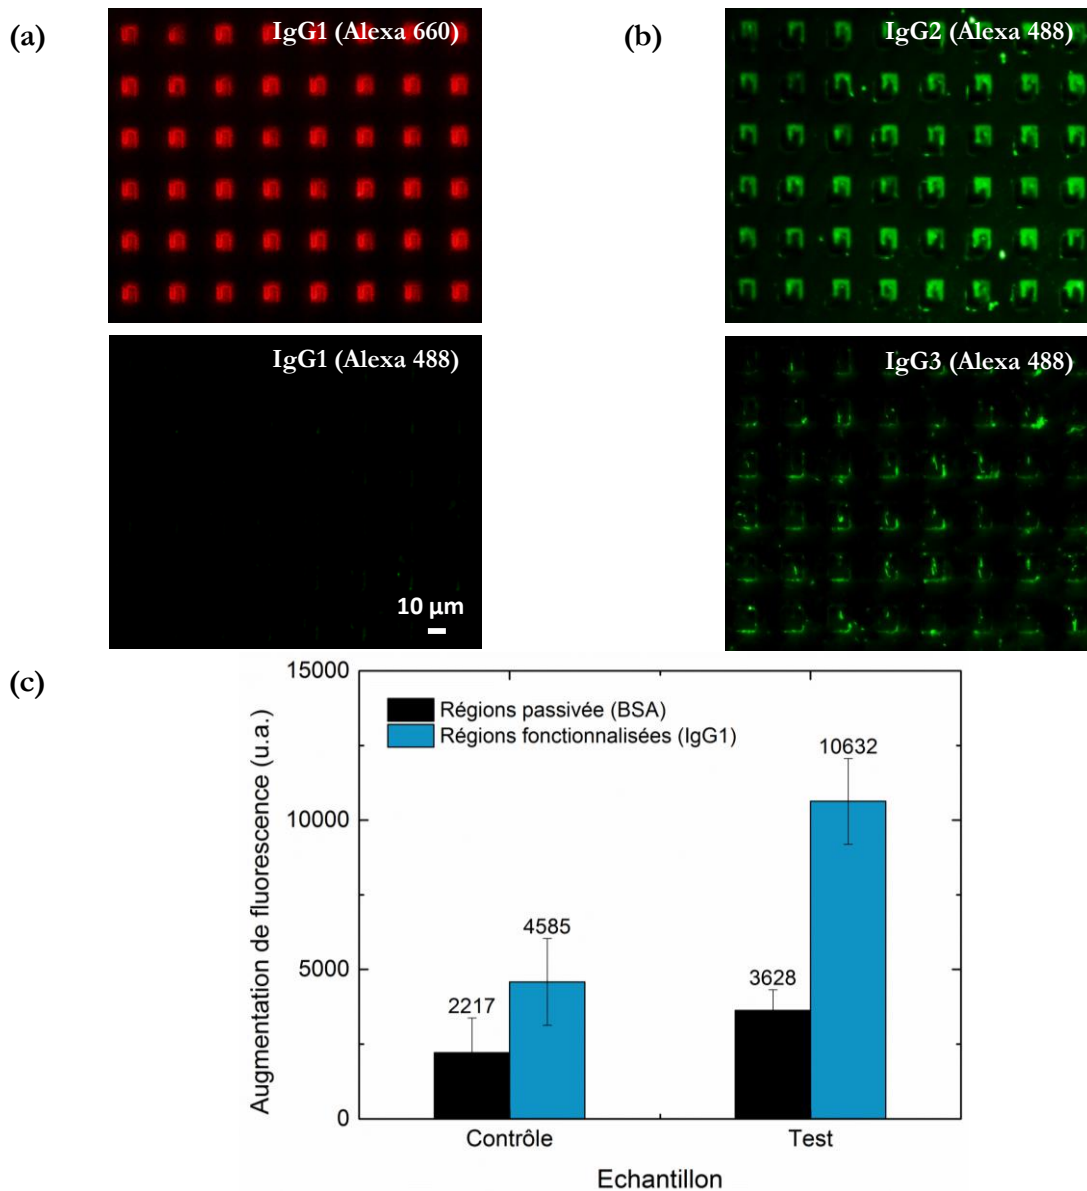 (a)
IgG1 (Alexa 660)
(b)
IgG2 (Alexa 488)
IgG1 (Alexa 488)
10 µm
IgG3 (Alexa 488)
(c)
15000
10000
5000
0
Augmentation de fluorescence (u.a.)
Régions passivée (BSA)
Régions fonctionnalisées (IgG1)
2217
4585
3628
10632
Contrôle
Test
Echantillon